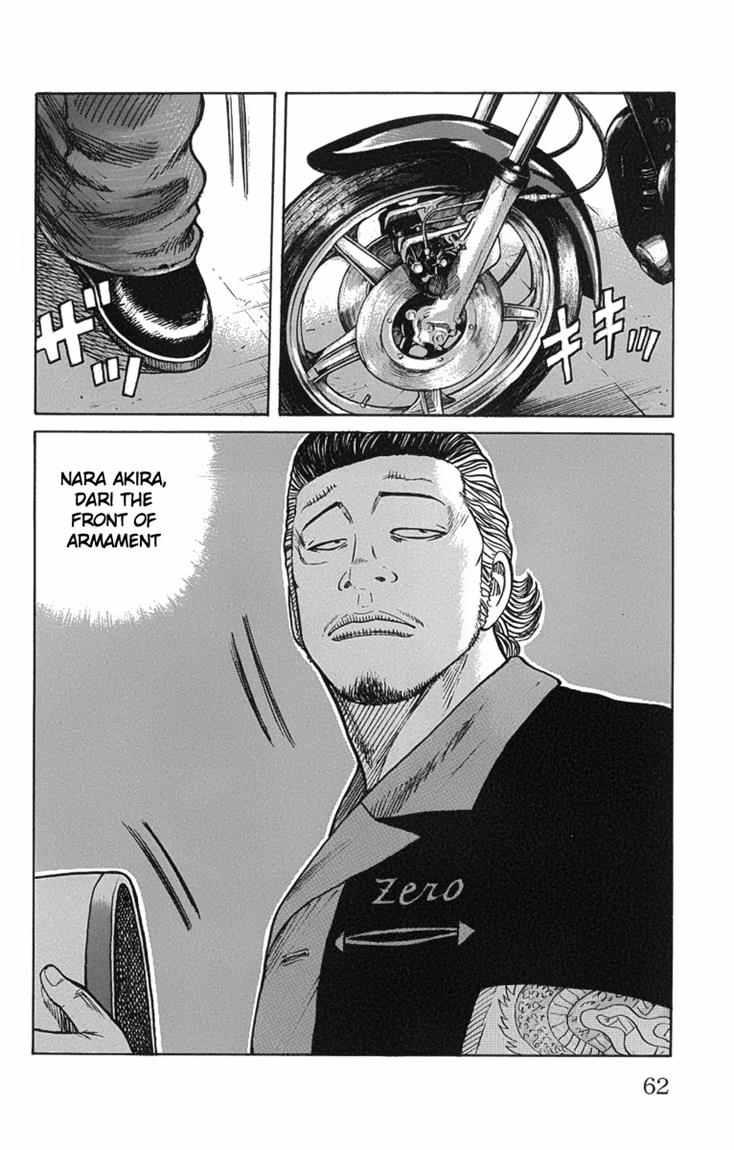 キキッ
ザッ
NARA AKIRA,
DARI THE
FRONT OF
ARMAMENT
Zero
62